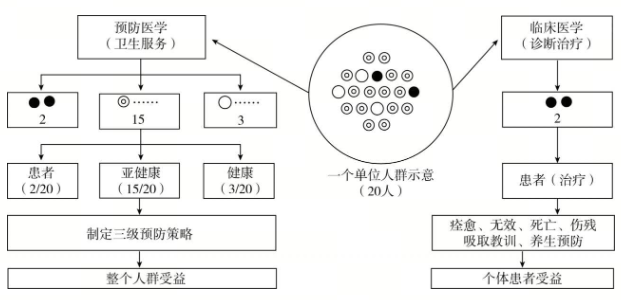 预防医学
（卫生服务）
临床医学
（诊断治疗）
……
……
2
15
3
2
一个单位人群示意
（20人）
患者
（2/20）
亚健康
（15/20）
健康
（3/20）
患者（治疗）
制定三级预防策略
痊愈、无效、死亡、伤残
吸取教训、养生预防
整个人群受益
个体患者受益